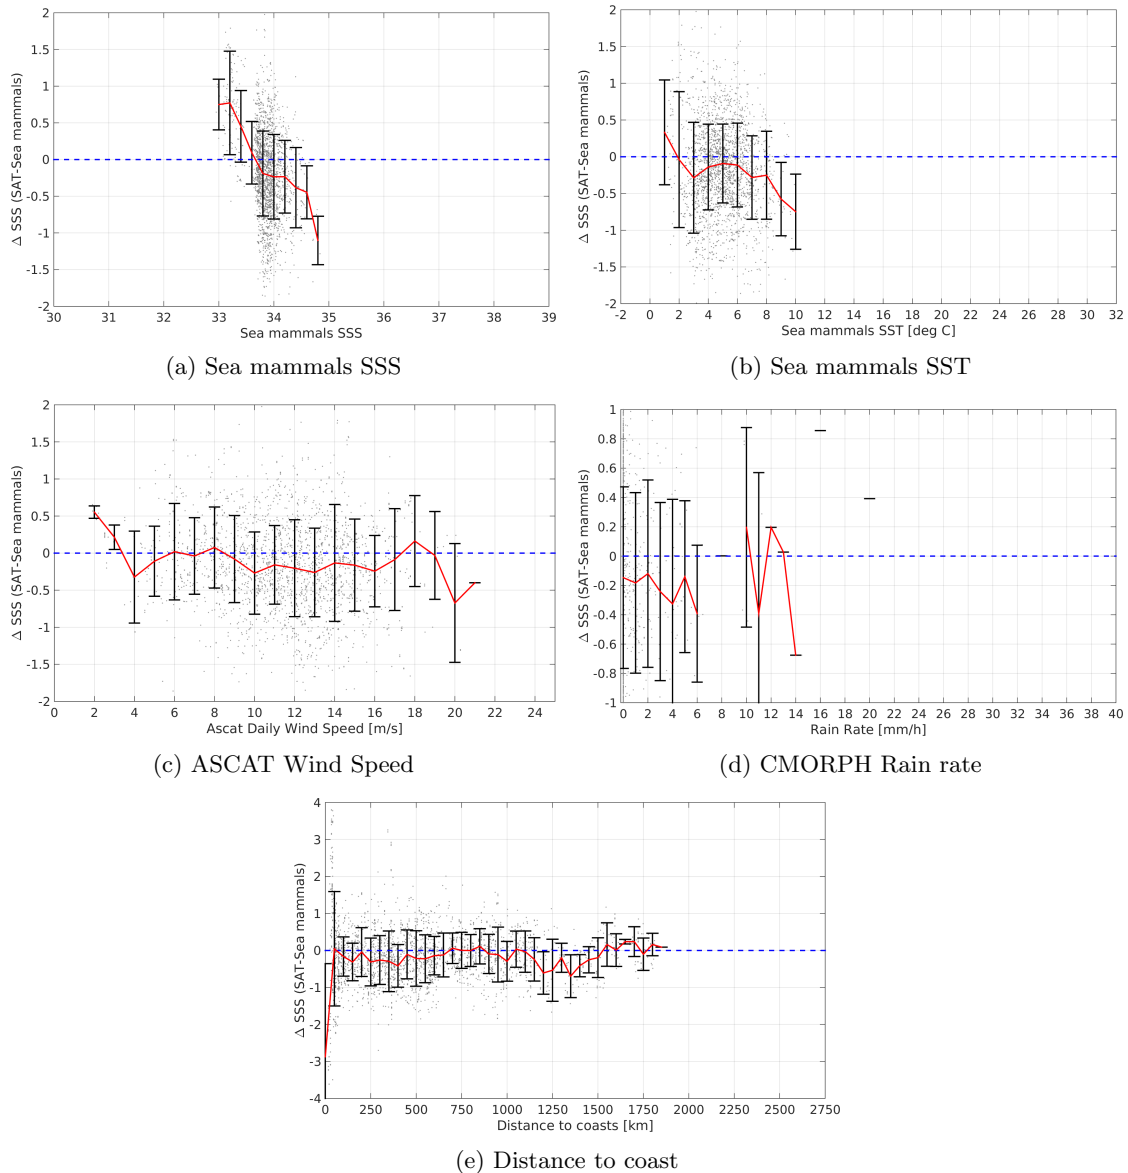 2
1.5
1
0.5
0
-0.5
-1
-1.5
-2
Δ SSS (SAT-Sea mammals)
30 31 32 33 34 35 36 37 38 39
Sea mammals SSS
(a) Sea mammals SSS
2
1.5
1
0.5
0
-0.5
-1
-1.5
-2
Δ SSS (SAT-Sea mammals)
-2 0 2 4 6 8 10 12 14 16 18 20 22 24 26 28 30 32
Sea mammals SST [deg C]
(b) Sea mammals SST
2
1.5
1
0.5
0
-0.5
-1
-1.5
-2
Δ SSS (SAT-Sea mammals)
0 2 4 6 8 10 12 14 16 18 20 22 24
Ascat Daily Wind Speed [m/s]
(c) ASCAT Wind Speed
1
0.8
0.6
0.4
0.2
0
-0.2
-0.4
-0.6
-0.8
-1
Δ SSS (SAT-Sea mammals)
0 2 4 6 8 10 12 14 16 18 20 22 24 26 28 30 32 34 36 38 40
Rain Rate [mm/h]
(d) CMORPH Rain rate
4
3
2
1
0
-1
-2
-3
-4
Δ SSS (SAT-Sea mammals)
0 250 500 750 1000 1250 1500 1750 2000 2250 2500 2750
Distance to coasts [km]
(e) Distance to coast